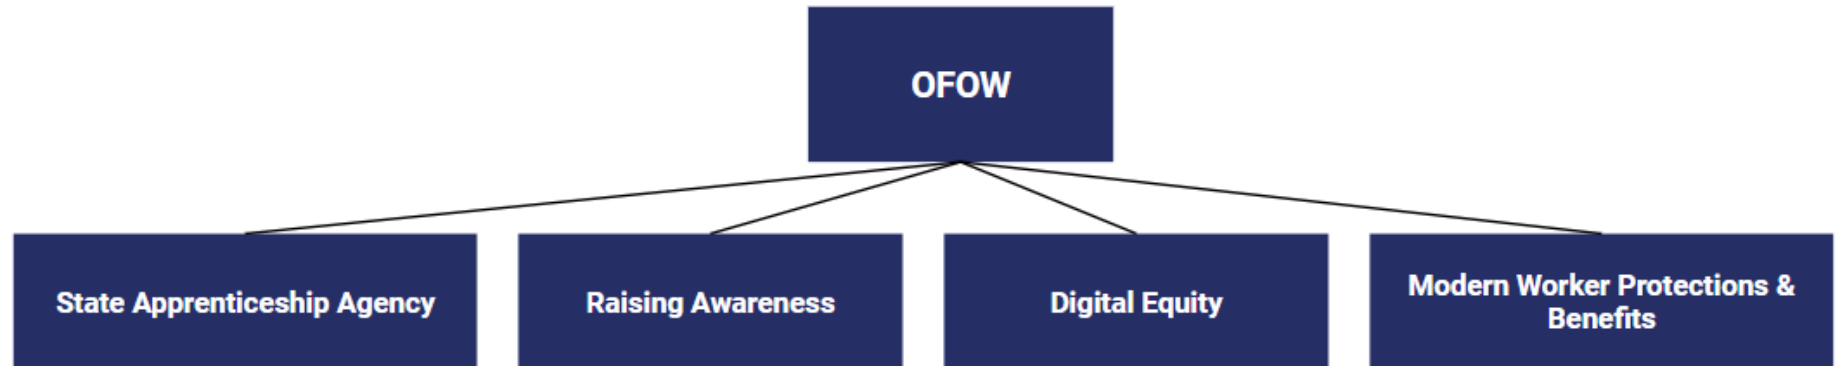 OFOW
State Apprenticeship Agency
Raising Awareness
Digital Equity
Modern Worker Protections &
Benefits